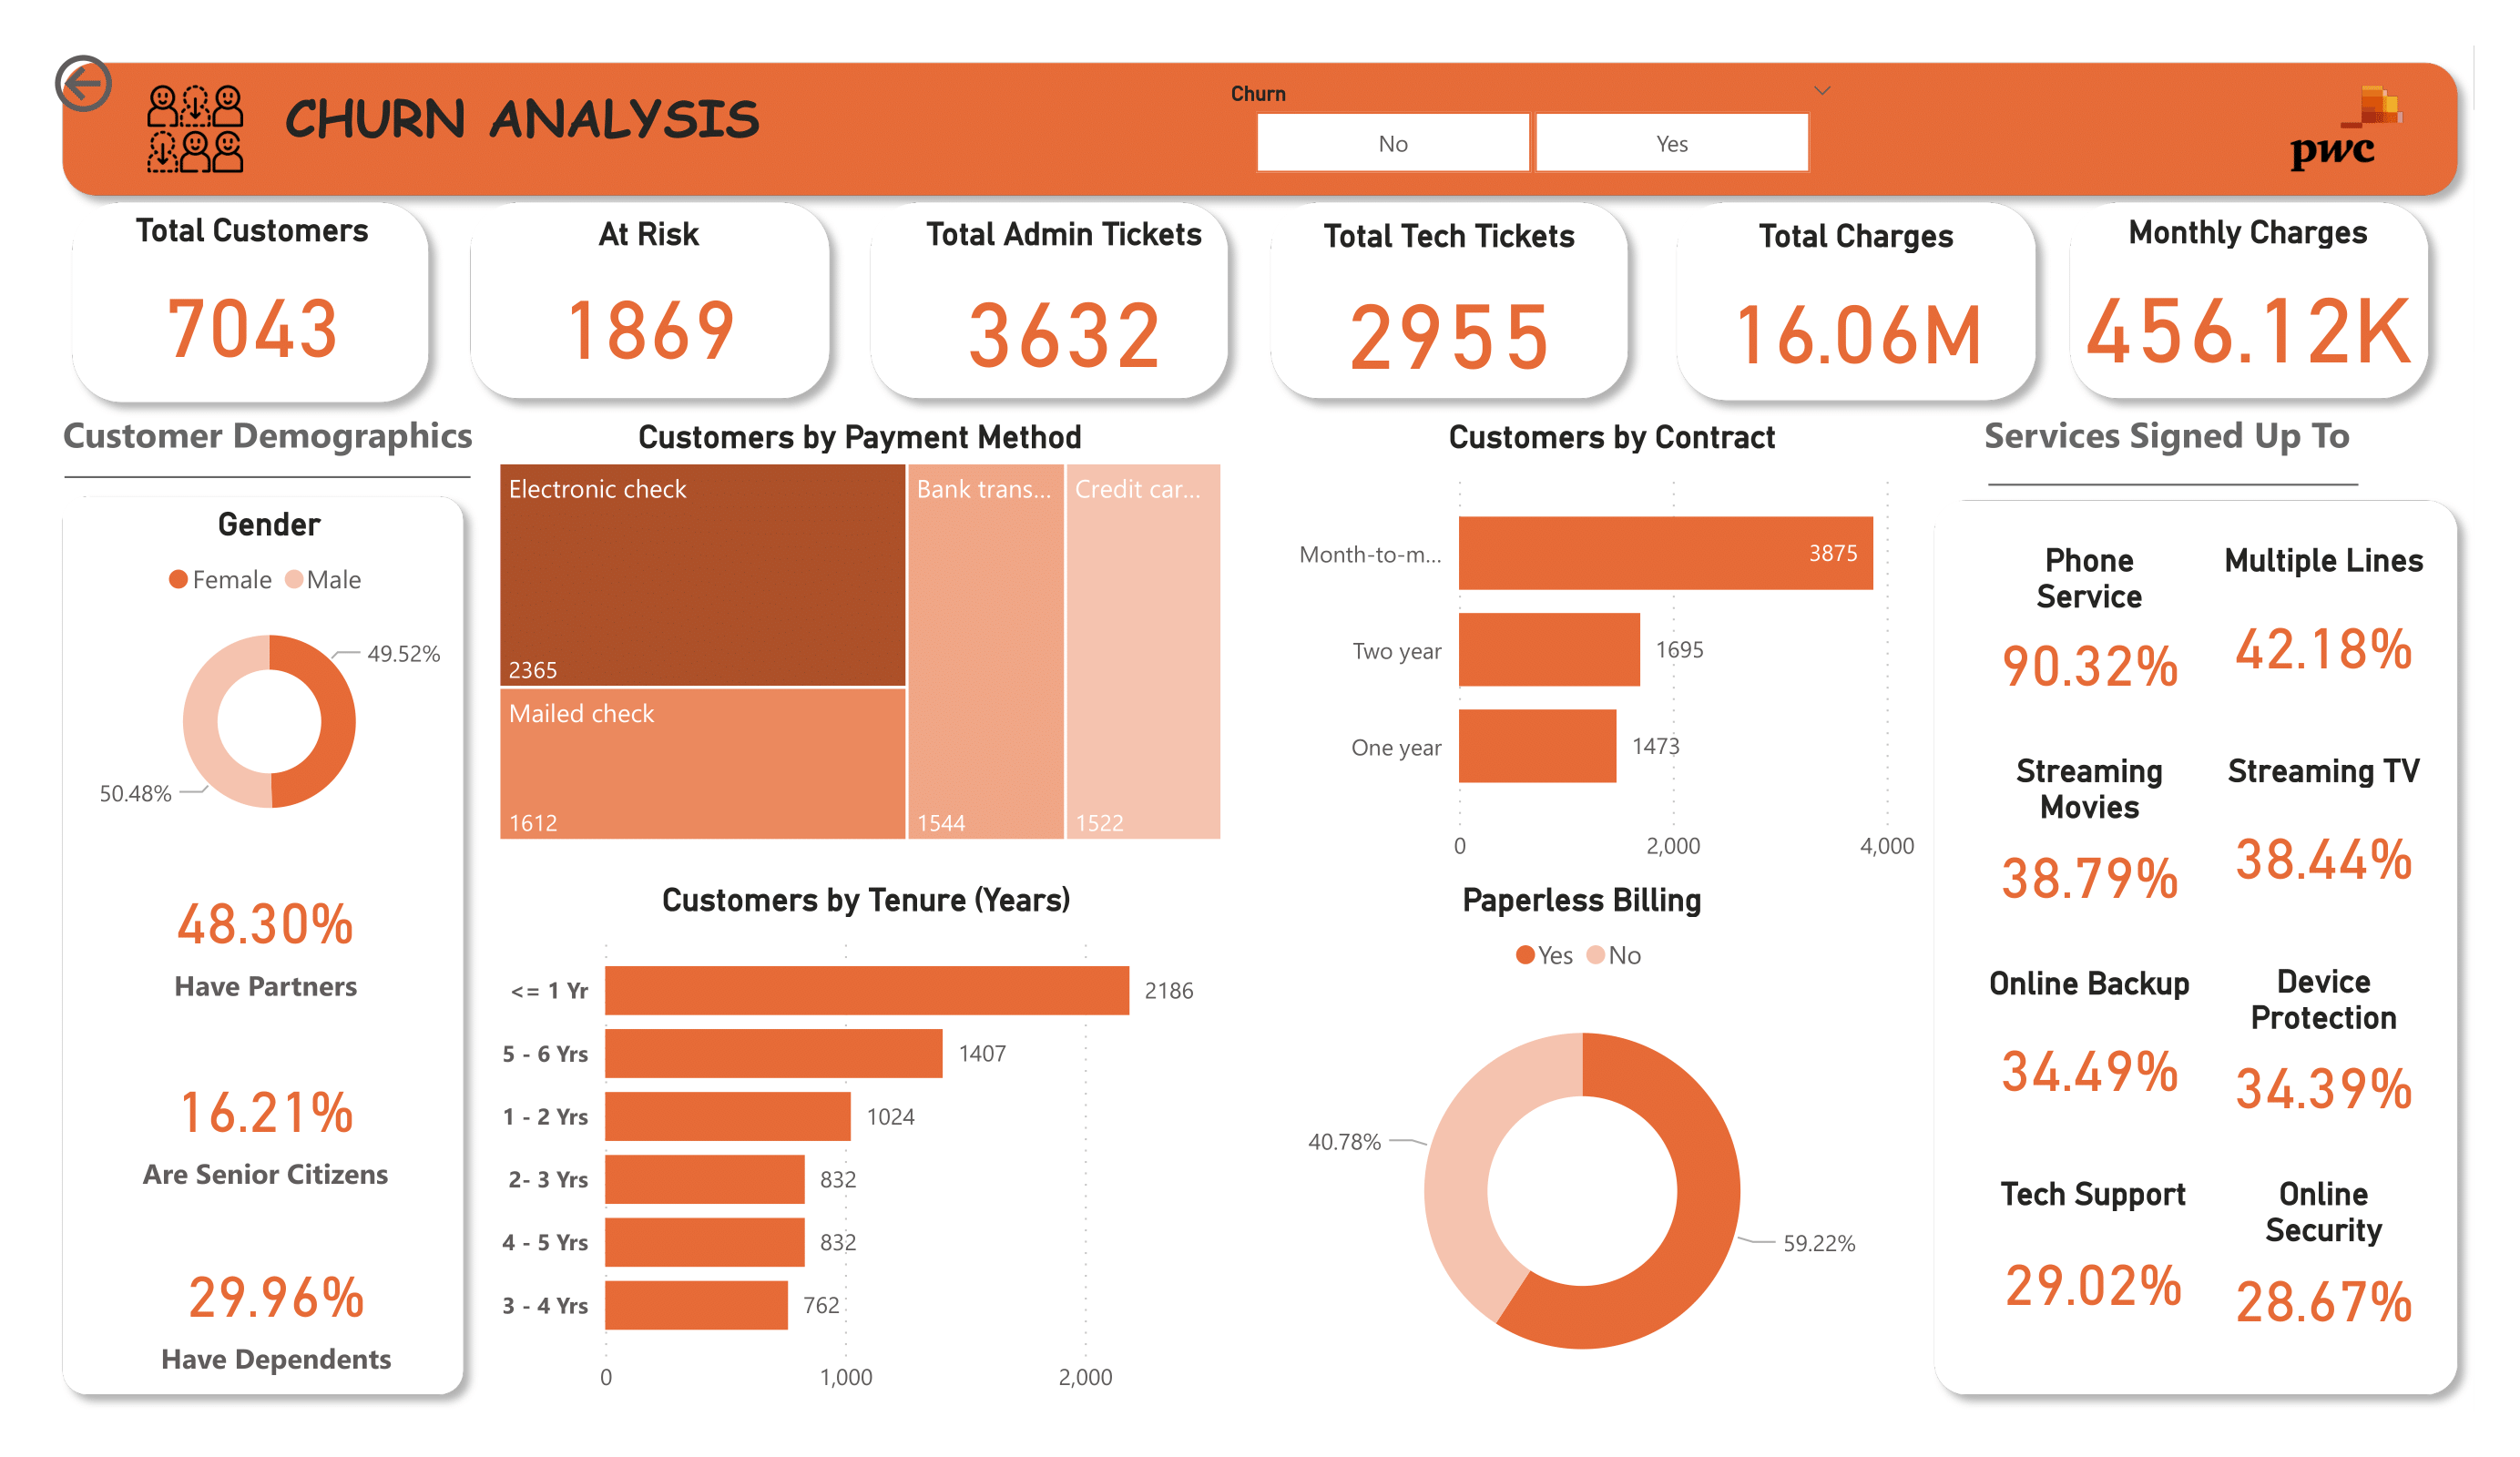 CHURN ANALYSIS
Churn
No
Yes
pwc
Total Customers
7043
At Risk
1869
Total Admin Tickets
3632
Total Tech Tickets
2955
Total Charges
16.06M
Monthly Charges
456.12K
Customer Demographics
Gender
Female Male
49.52%
50.48%
48.30%
Have Partners
16.21%
Are Senior Citizens
29.96%
Have Dependents
Customers by Payment Method
Electronic check
2365
Mailed check
1612
Bank trans...
1544
Credit car...
1522
Customers by Contract
Month-to-m... 3875
Two year 1695
One year 1473
0 2,000 4,000
Customers by Tenure (Years)
<= 1 Yr 2186
5 - 6 Yrs 1407
1 - 2 Yrs 1024
2- 3 Yrs 832
4 - 5 Yrs 832
3 - 4 Yrs 762
0 1,000 2,000
Paperless Billing
Yes No
40.78%
59.22%
Services Signed Up To
Phone
Service
90.32%
Multiple Lines
42.18%
Streaming
Movies
38.79%
Streaming TV
38.44%
Online Backup
34.49%
Device
Protection
34.39%
Tech Support
29.02%
Online
Security
28.67%